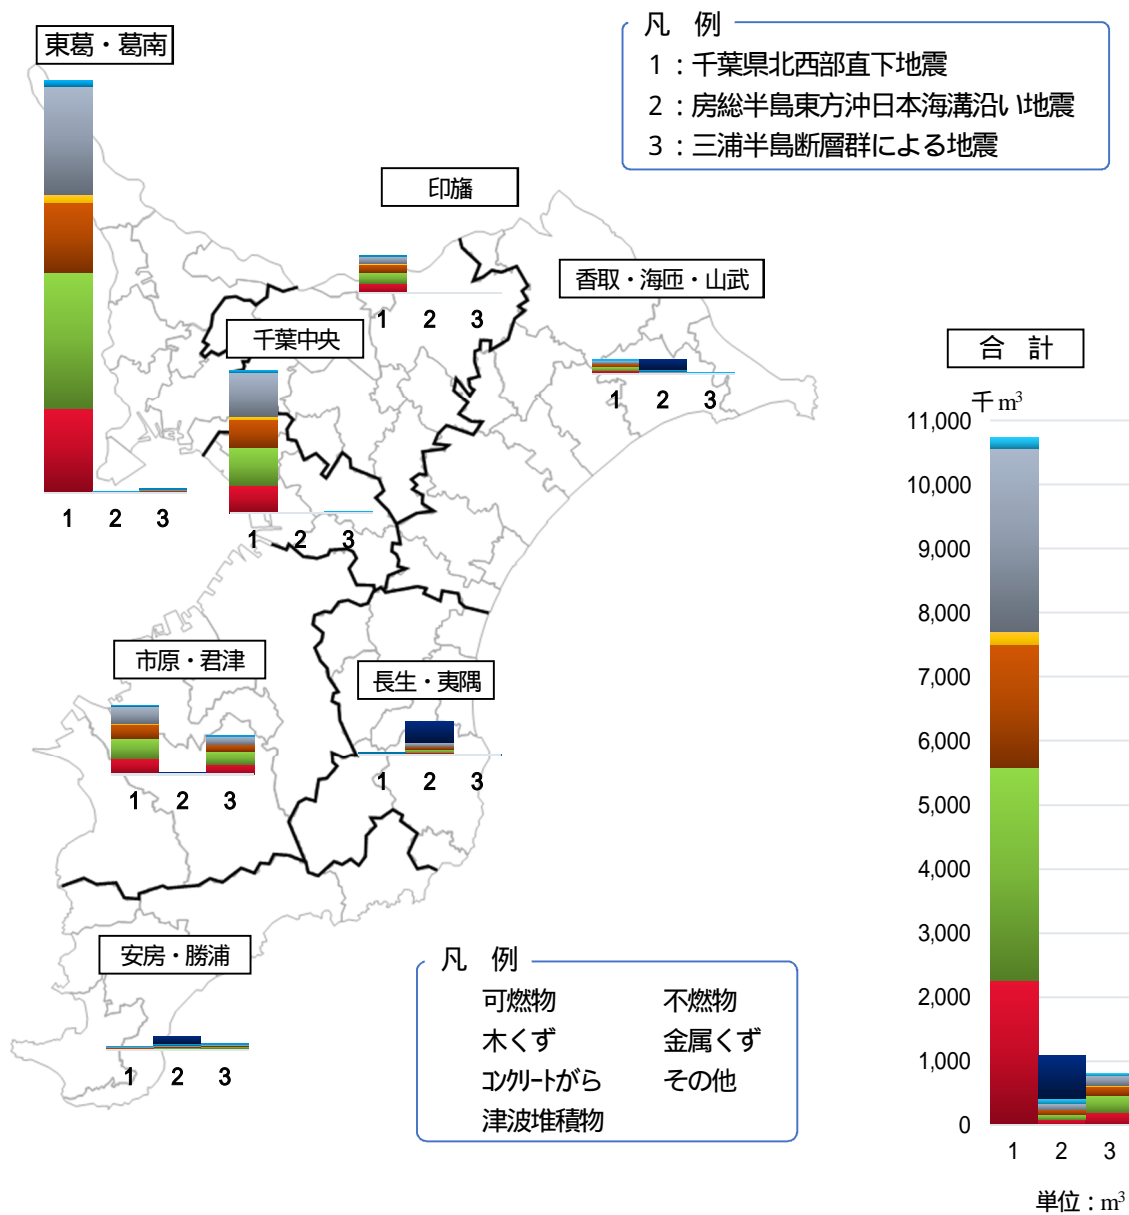 東葛・葛南
凡　例
1：千葉県北西部直下地震
2：房総半島東方沖日本海溝沿い地震
3：三浦半島断層群による地震
1 2 3
印旛
1 2 3
香取・海匝・山武
1 2 3
千葉中央
1 2 3
市原・君津
1 2 3
長生・夷隅
1 2 3
安房・勝浦
1 2 3
凡　例
可燃物　不燃物
木くず　金属くず
コンクリートがら　その他
津波堆積物
合　計
千m³
11,000
10,000
9,000
8,000
7,000
6,000
5,000
4,000
3,000
2,000
1,000
0
1 2 3
単位：m³